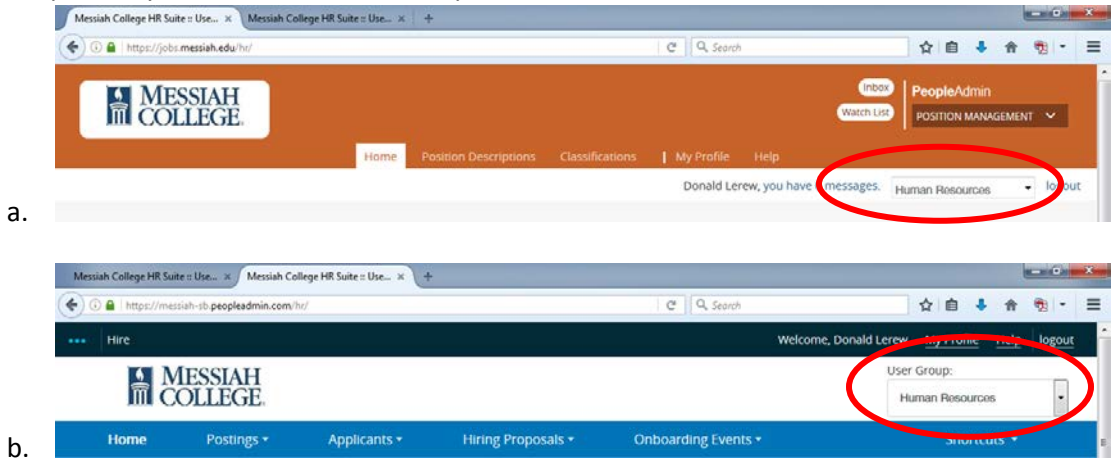 Messiah College HR Suite :: Use... × Messiah College HR Suite :: Use... × +
https://jobs.messiah.edu/hr/ Search
MESSIAH COLLEGE
Inbox
Watch List
PeopleAdmin
POSITION MANAGEMENT
Home Position Descriptions Classifications | My Profile Help
Donald Lerew, you have messages. Human Resources logout
a.
Messiah College HR Suite :: Use... × Messiah College HR Suite :: Use... × +
https://messiah-sb.peopleadmin.com/hr/ Search
... Hire Welcome, Donald Lerew My Profile Help logout
MESSIAH COLLEGE
User Group:
Human Resources
Home Postings Applicants Hiring Proposals Onboarding Events Shortcuts
b.